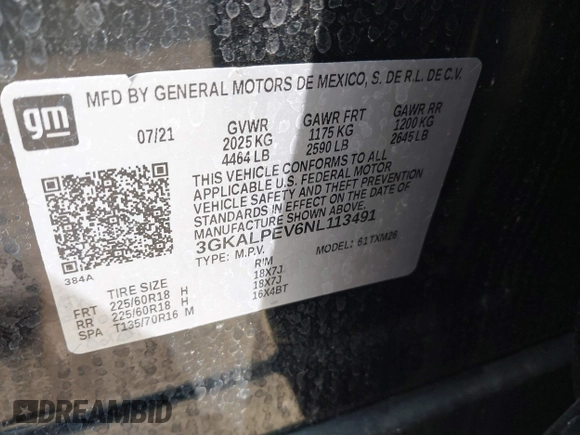 gm
MFD BY GENERAL MOTORS DE MEXICO, S. DE R.L. DE C.V.
07/21 GVWR GAWR FRT GAWR RR
2025 KG 1175 KG 1200 KG
4464 LB 2590 LB 2645 LB
THIS VEHICLE CONFORMS TO ALL
APPLICABLE U.S. FEDERAL MOTOR
VEHICLE SAFETY AND THEFT PREVENTION
STANDARDS IN EFFECT ON THE DATE OF
MANUFACTURE SHOWN ABOVE.
3GKALPEV6NL113491
TYPE: M.P.V. MODEL: 61TXM26
384A
TIRE SIZE RIM
FRT 225/60R18 H 18X7J
RR 225/60R18 H 18X7J
SPA T135/70R16 M 16X4BT
DREAMBID